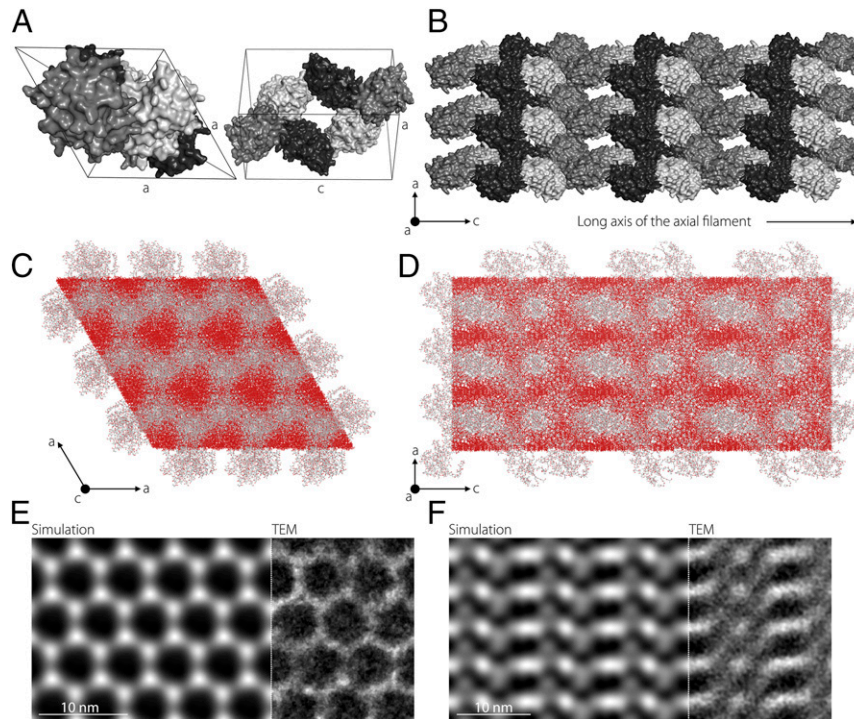 A
a
a
c
a
B
a
c
Long axis of the axial filament
C
a
c
a
D
a
a
c
E
Simulation
TEM
10 nm
F
Simulation
TEM
10 nm